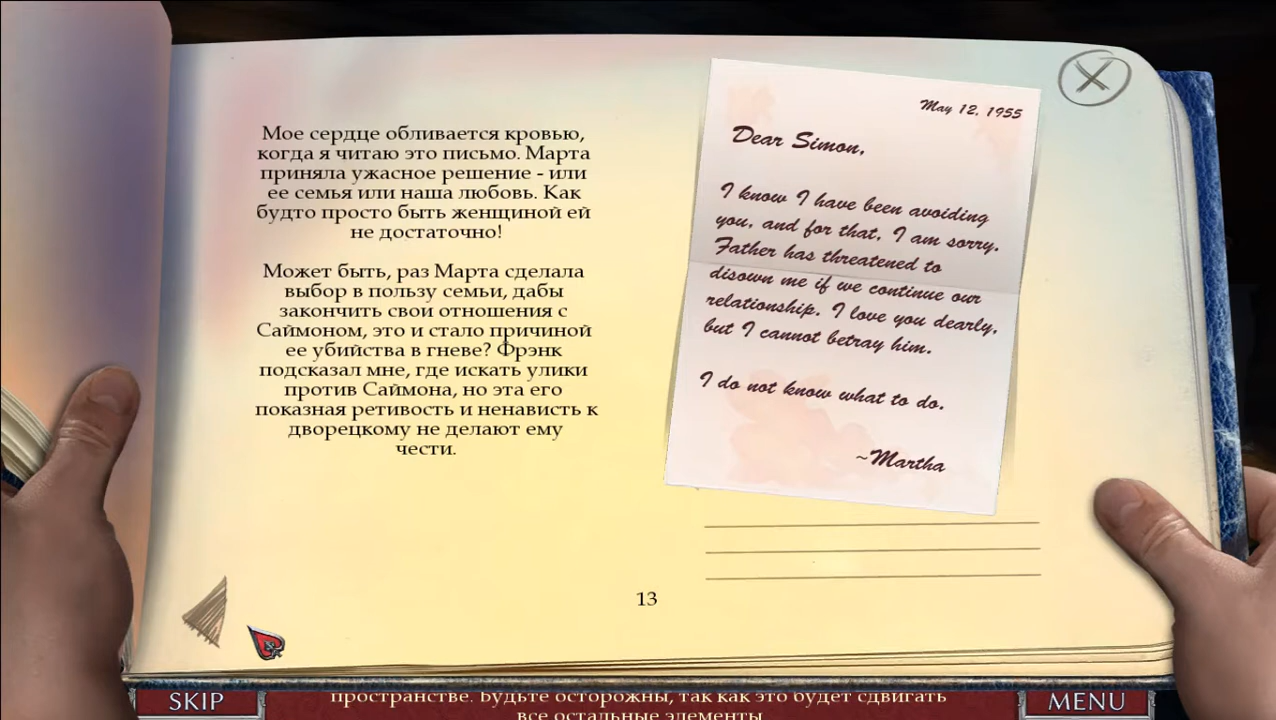 Мое сердце обливается кровью,
когда я читаю это письмо. Марта
приняла ужасное решение - или
ее семья или наша любовь. Как
будто просто быть женщиной ей
не достаточно!
Может быть, раз Марта сделала
выбор в пользу семьи, дабы
закончить свои отношения с
Саймоном, это и стало причиной
ее убийства в гневе? Фрэнк
подсказал мне, где искать улики
против Саймона, но эта его
показная ретивость и ненависть к
дворецкому не делают ему
чести.
May 12, 1955
Dear Simon,
I know I have been avoiding
you, and for that, I am sorry.
Father has threatened to
disown me if we continue our
relationship. I love you dearly,
but I cannot betray him.
I do not know what to do.
~Martha
13
SKIP
пространстве. Будьте осторожны, так как это будет сдвигать
все остальные элементы
MENU